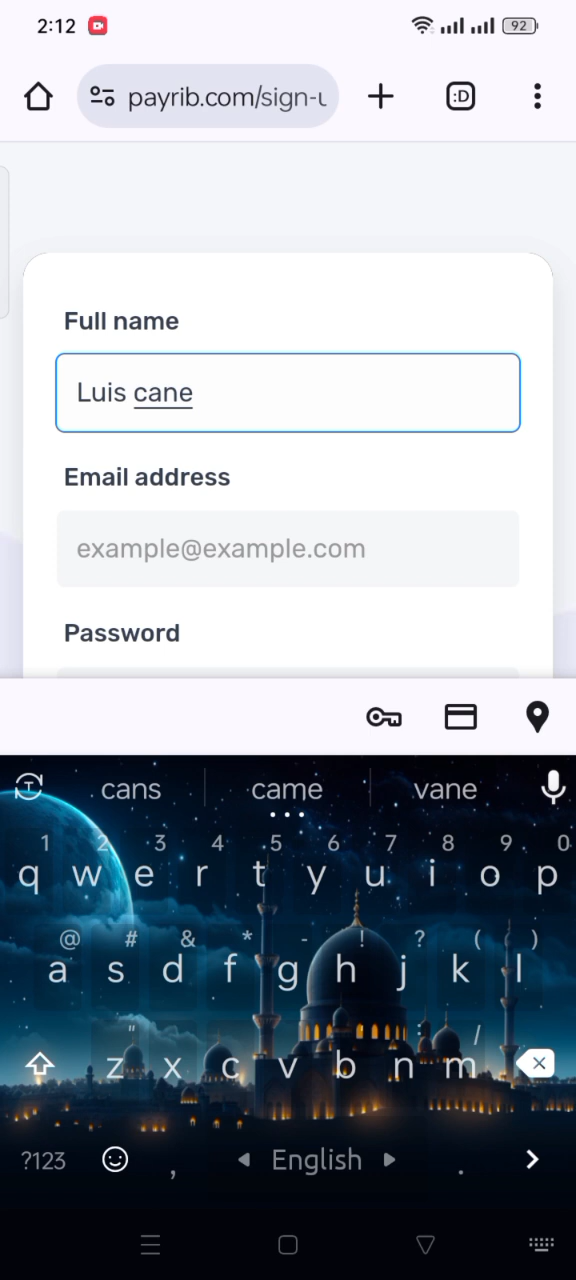 2:12 92
payrib.com/sign-u
:D
Full name
Luis cane
Email address
example@example.com
Password
cans came vane
1 2 3 4 5 6 7 8 9 0
q w e r t y u i o p
@ # & * - ! ? ( )
a s d f g h j k l
" : /
z x c v b n m
?123 , English .